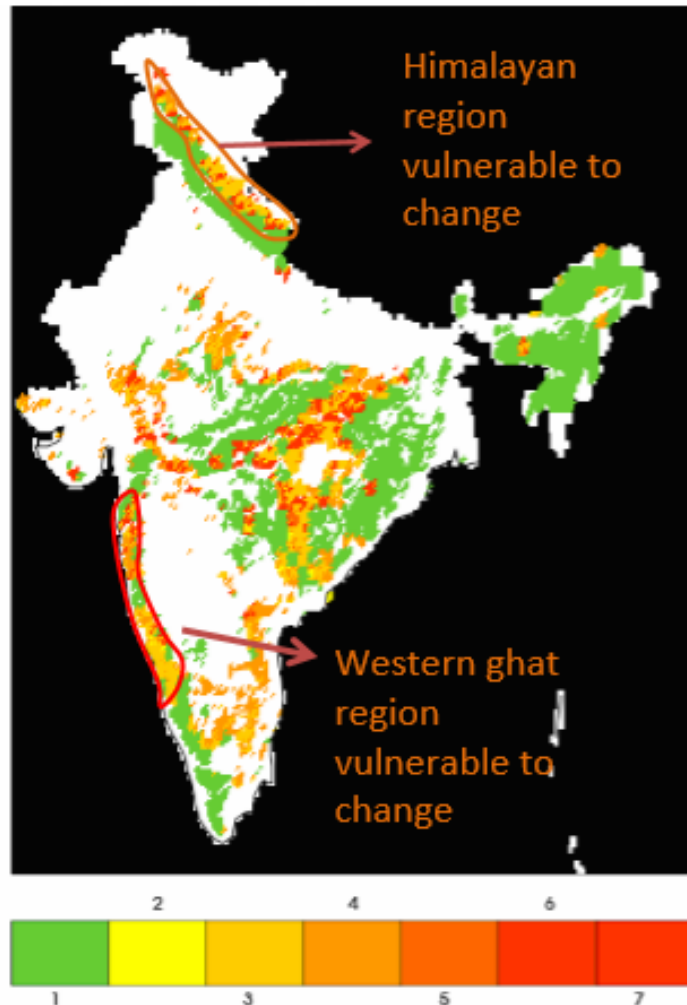 Himalayan
region
vulnerable to
change
Western ghat
region
vulnerable to
change
2 4 6
1 3 5 7